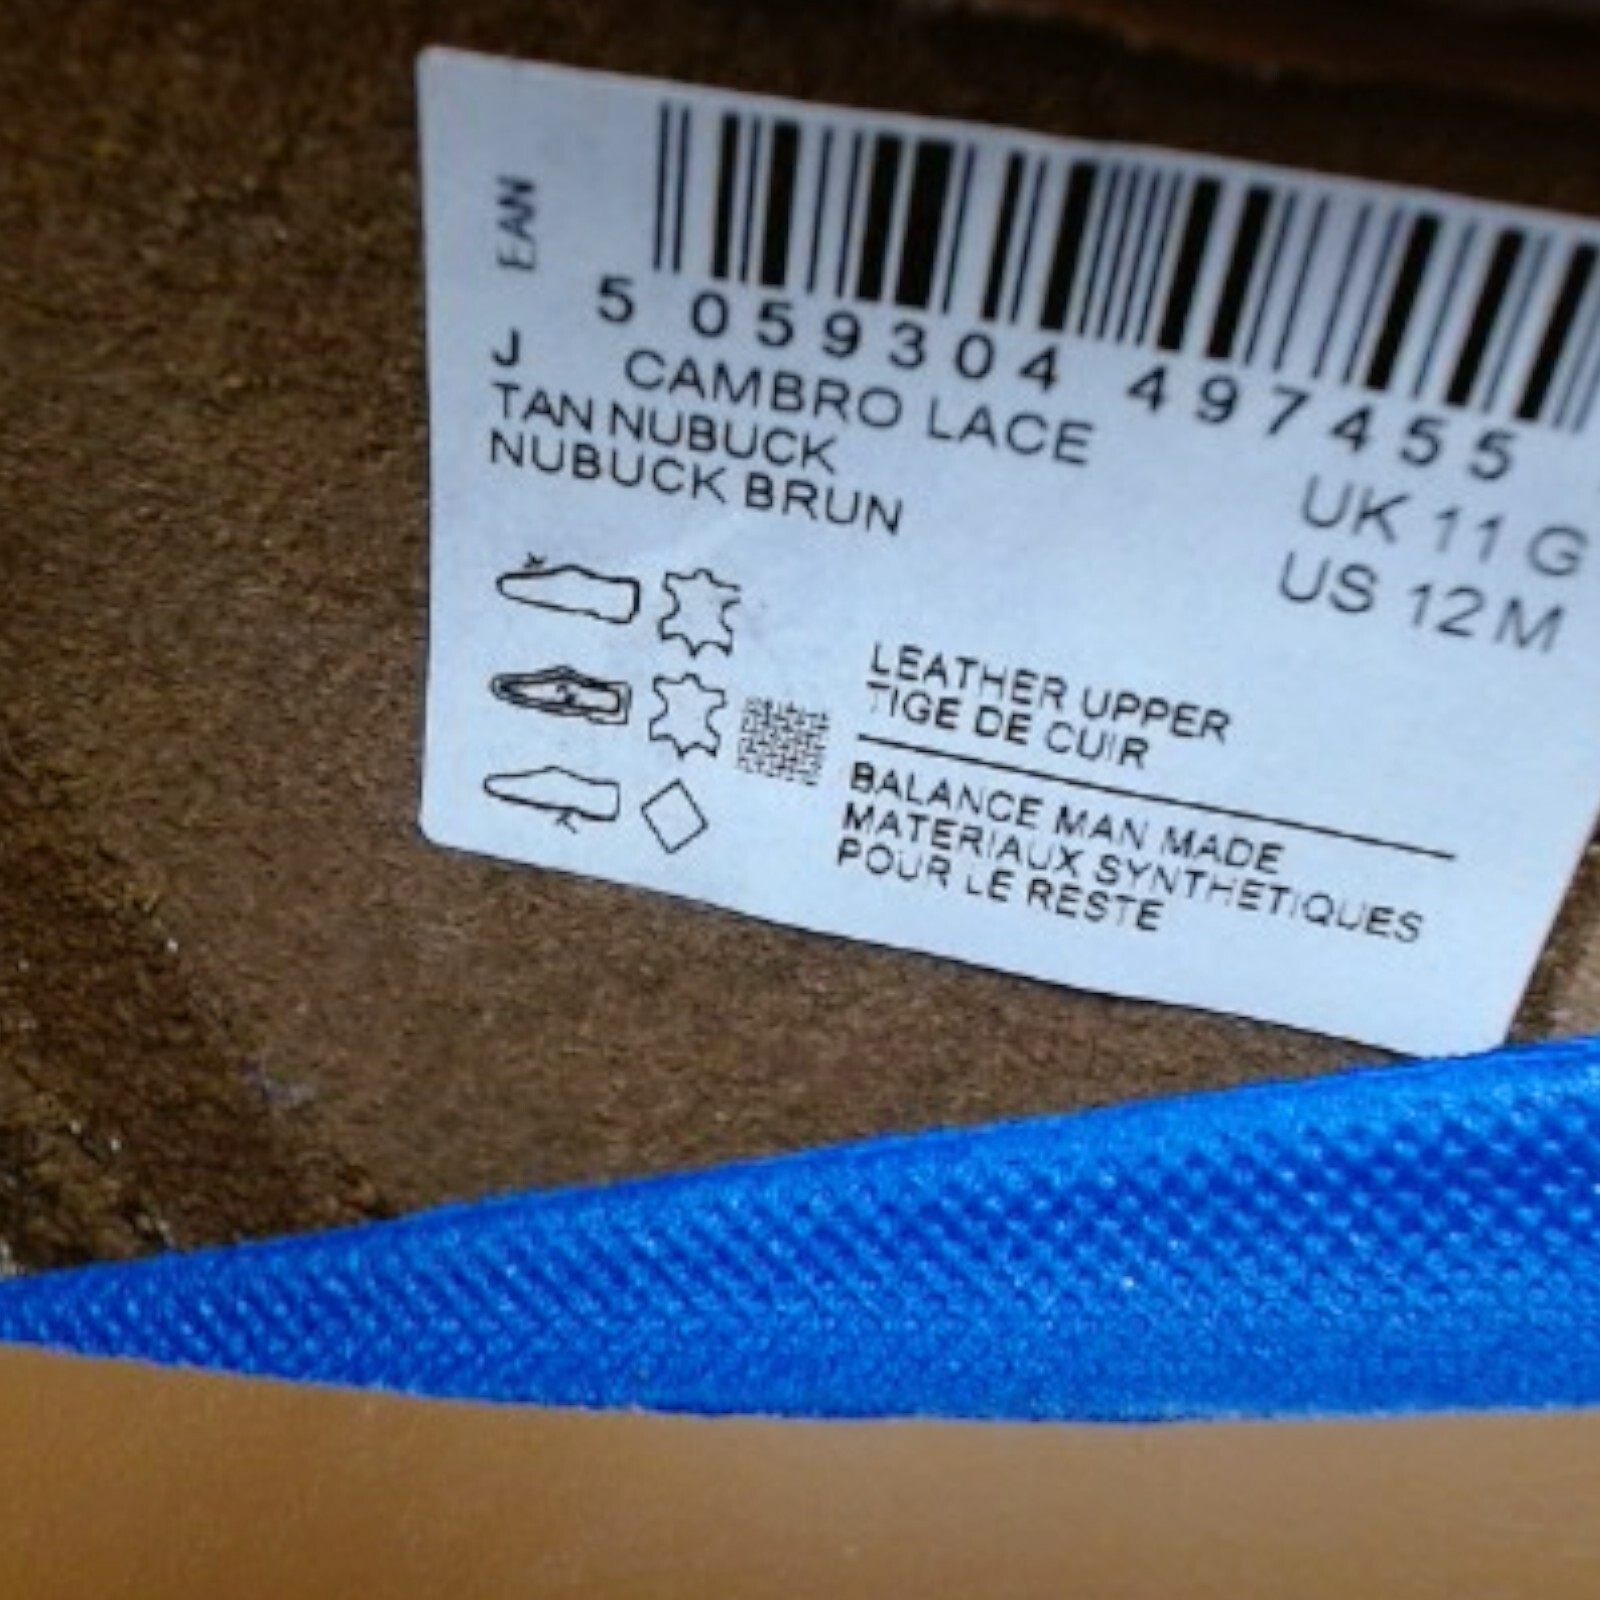 EAN
5 059304 497455
J CAMBRO LACE
TAN NUBUCK
NUBUCK BRUN
UK 11 G
US 12 M
LEATHER UPPER
TIGE DE CUIR
BALANCE MAN MADE
MATERIAUX SYNTHETIQUES
POUR LE RESTE